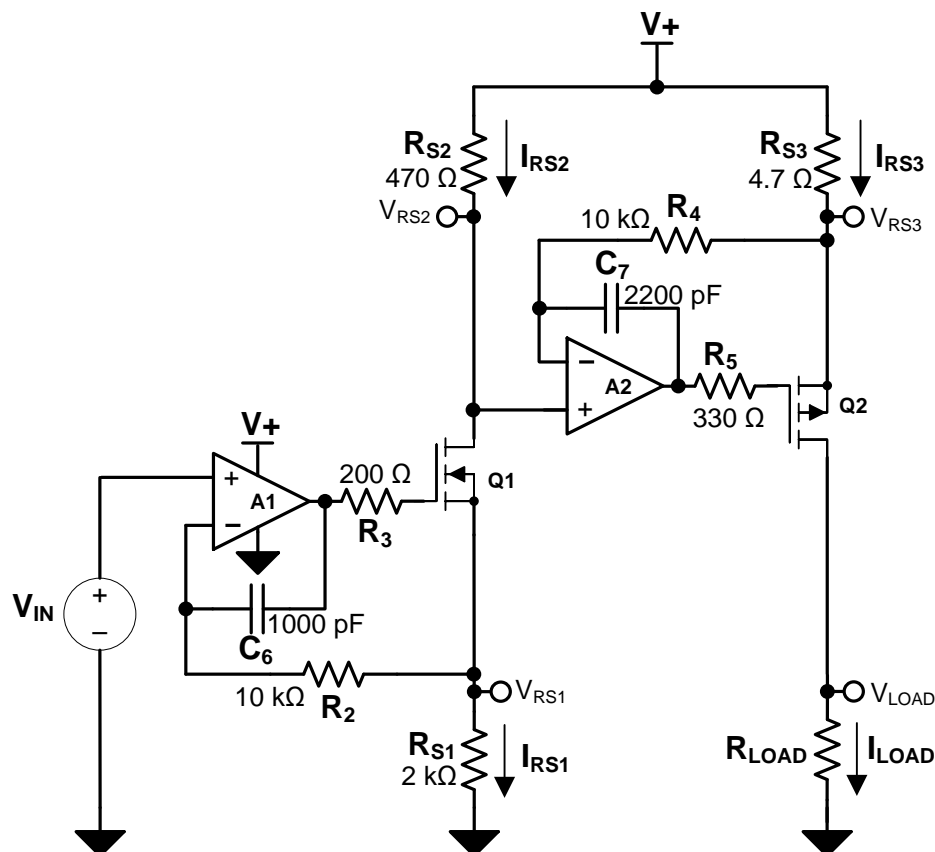 V+
RS2
470 Ω
IRS2
RS3
4.7 Ω
IRS3
VRS2
10 kΩ
R4
VRS3
C7
2200 pF
−
A2
+
R5
330 Ω
Q2
V+
+
A1
−
200 Ω
R3
Q1
VIN
+
−
C6
1000 pF
10 kΩ
R2
VRS1
RS1
2 kΩ
IRS1
VLOAD
RLOAD
ILOAD